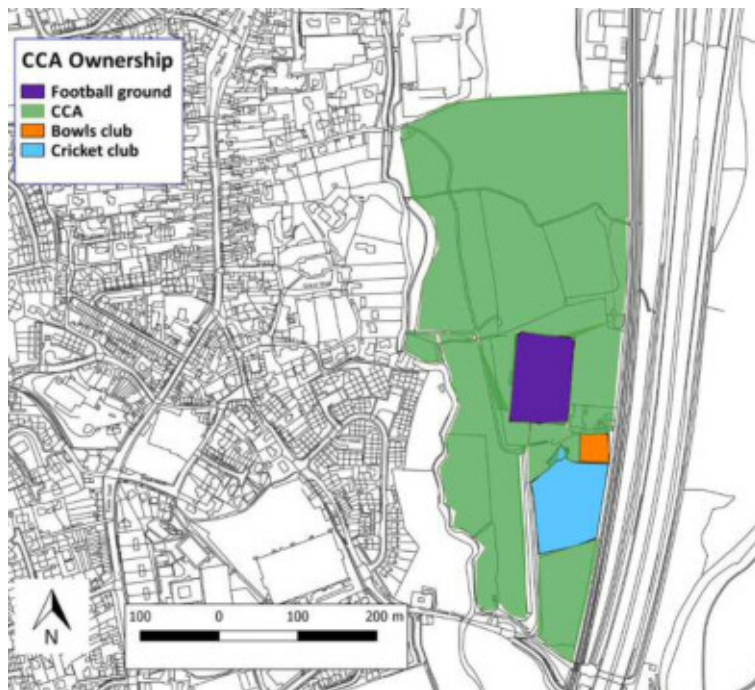 CCA Ownership
Football ground
CCA
Bowls club
Cricket club
100 0 100 200 m
N